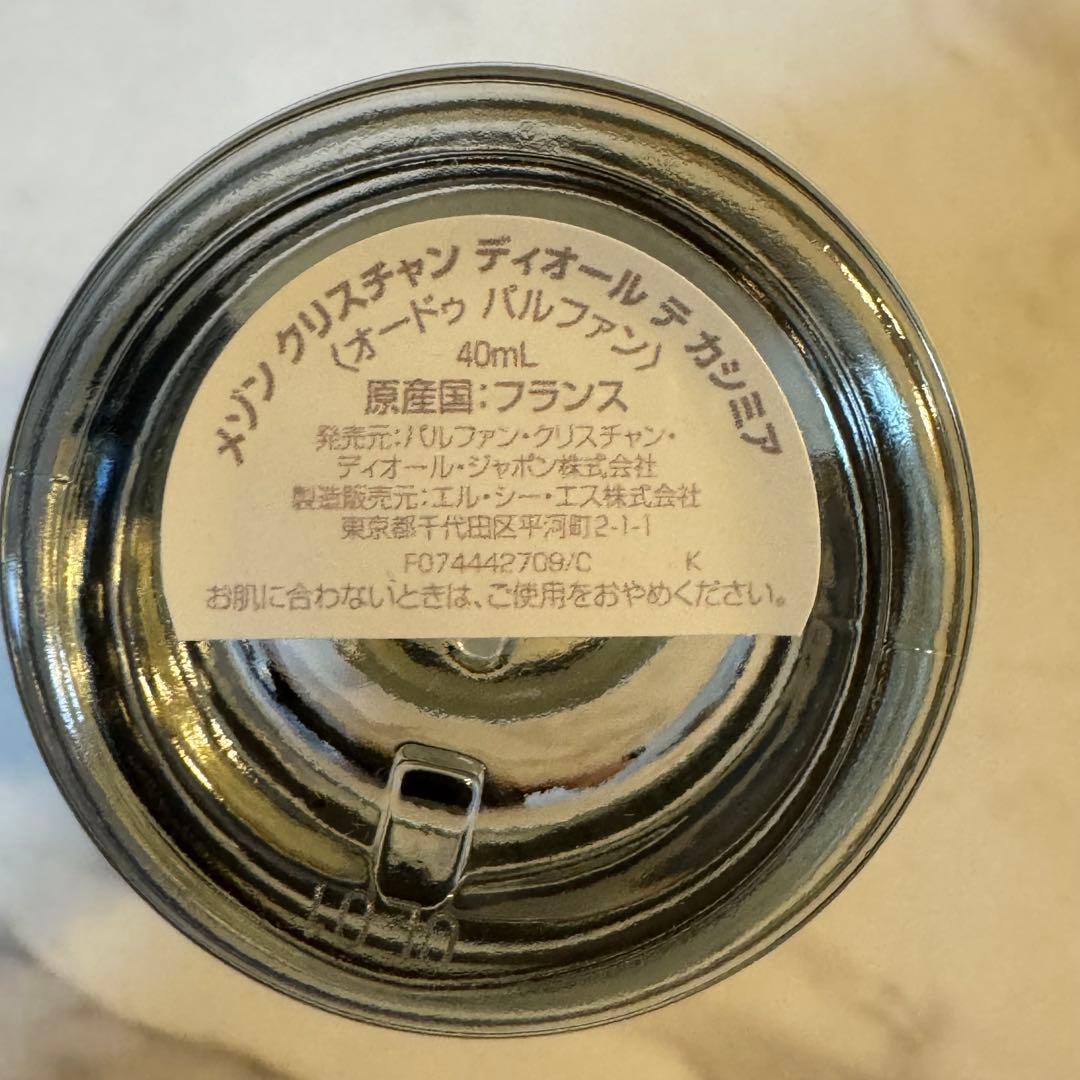 メゾン クリスチャン ディオール テ カシミア
(オードゥ パルファン)
40mL
原産国:フランス
発売元:パルファン・クリスチャン・
ディオール・ジャポン株式会社
製造販売元:エル・シー・エス株式会社
東京都千代田区平河町2-1-1
F074442709/C K
お肌に合わないときは、ご使用をおやめください。